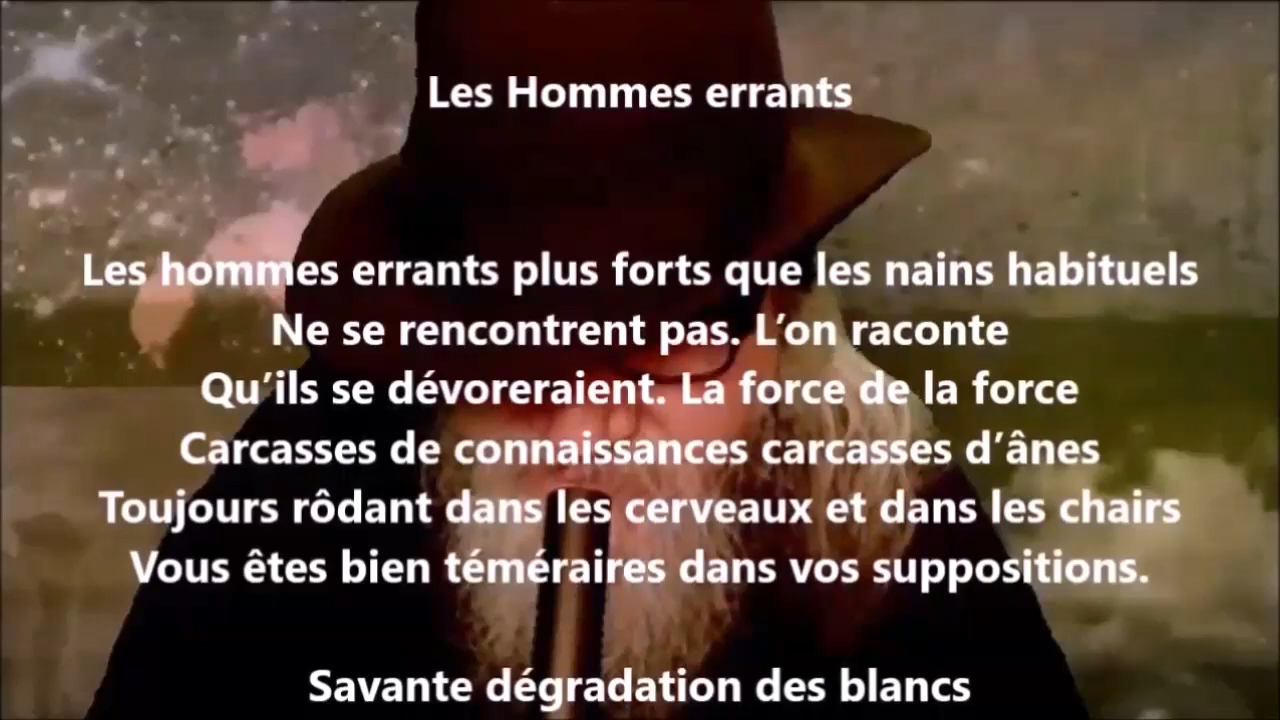 Les Hommes errants
Les hommes errants plus forts que les nains habituels
Ne se rencontrent pas. L’on raconte
Qu’ils se dévoreraient. La force de la force
Carcasses de connaissances carcasses d’ânes
Toujours rôdant dans les cerveaux et dans les chairs
Vous êtes bien téméraires dans vos suppositions.
Savante dégradation des blancs